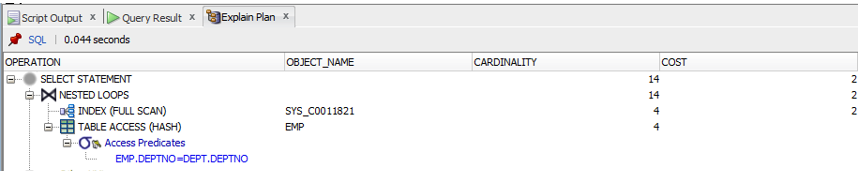 Script Output x Query Result x Explain Plan x
SQL | 0.044 seconds
OPERATION OBJECT_NAME CARDINALITY COST
SELECT STATEMENT 14 2
NESTED LOOPS 14 2
INDEX (FULL SCAN) SYS_C0011821 4 2
TABLE ACCESS (HASH) EMP 4
Access Predicates
EMP.DEPTNO=DEPT.DEPTNO